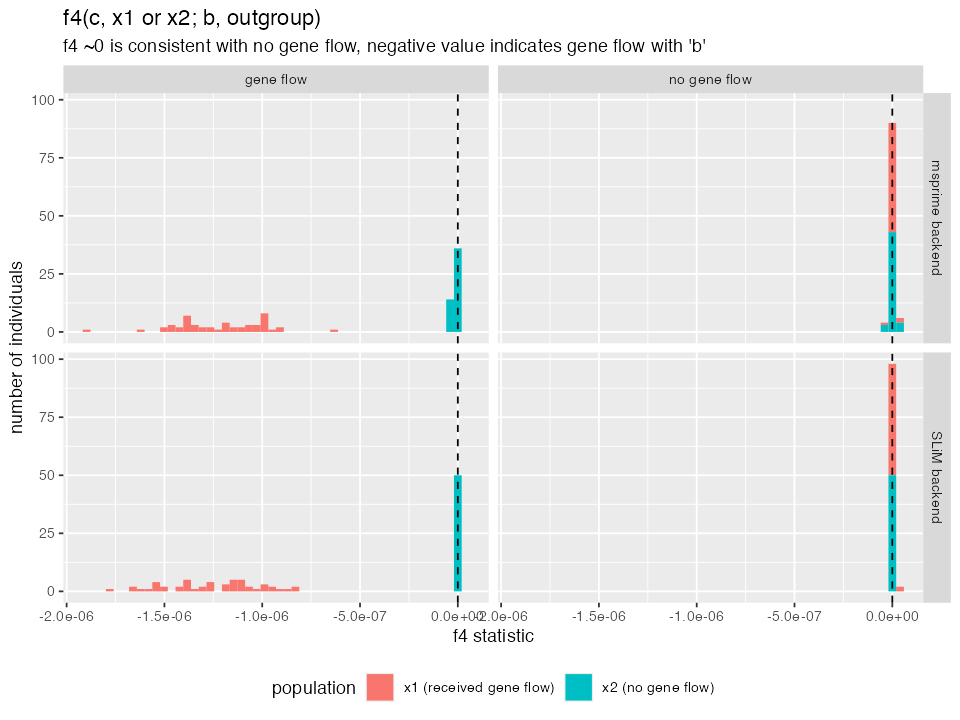 f4(c, x1 or x2; b, outgroup)
f4 ~0 is consistent with no gene flow, negative value indicates gene flow with 'b'
gene flow
no gene flow
100
75
50
25
0
msprime backend
number of individuals
100
75
50
25
0
SLiM backend
-2.0e-06 -1.5e-06 -1.0e-06 -5.0e-07 0.0e+00
-2.0e-06 -1.5e-06 -1.0e-06 -5.0e-07 0.0e+00
f4 statistic
population x1 (received gene flow) x2 (no gene flow)